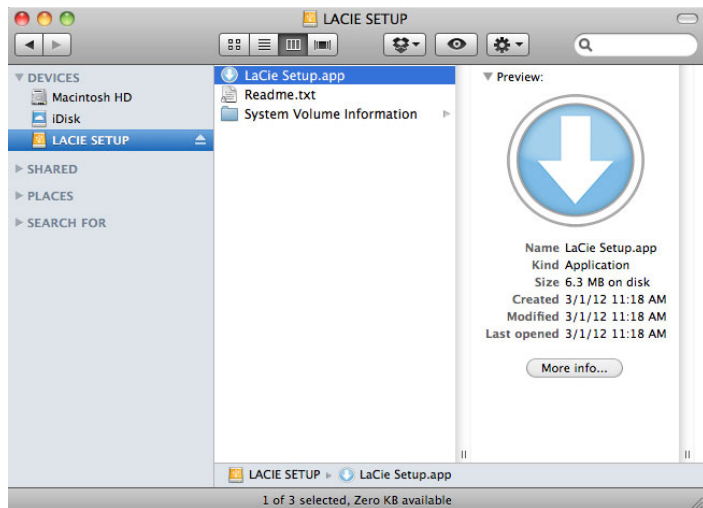 LACIE SETUP
DEVICES
Macintosh HD
iDisk
LACIE SETUP
SHARED
PLACES
SEARCH FOR
LaCie Setup.app
Readme.txt
System Volume Information
Preview:
Name LaCie Setup.app
Kind Application
Size 6.3 MB on disk
Created 3/1/12 11:18 AM
Modified 3/1/12 11:18 AM
Last opened 3/1/12 11:18 AM
More info...
LACIE SETUP LaCie Setup.app
1 of 3 selected, Zero KB available